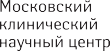 Московский
клинический
научный центр